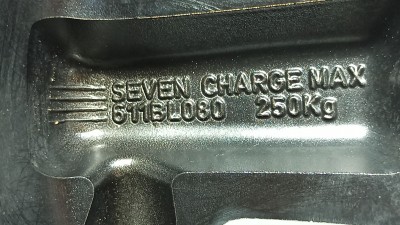 SEVEN CHARGE MAX
611BL080 250Kg